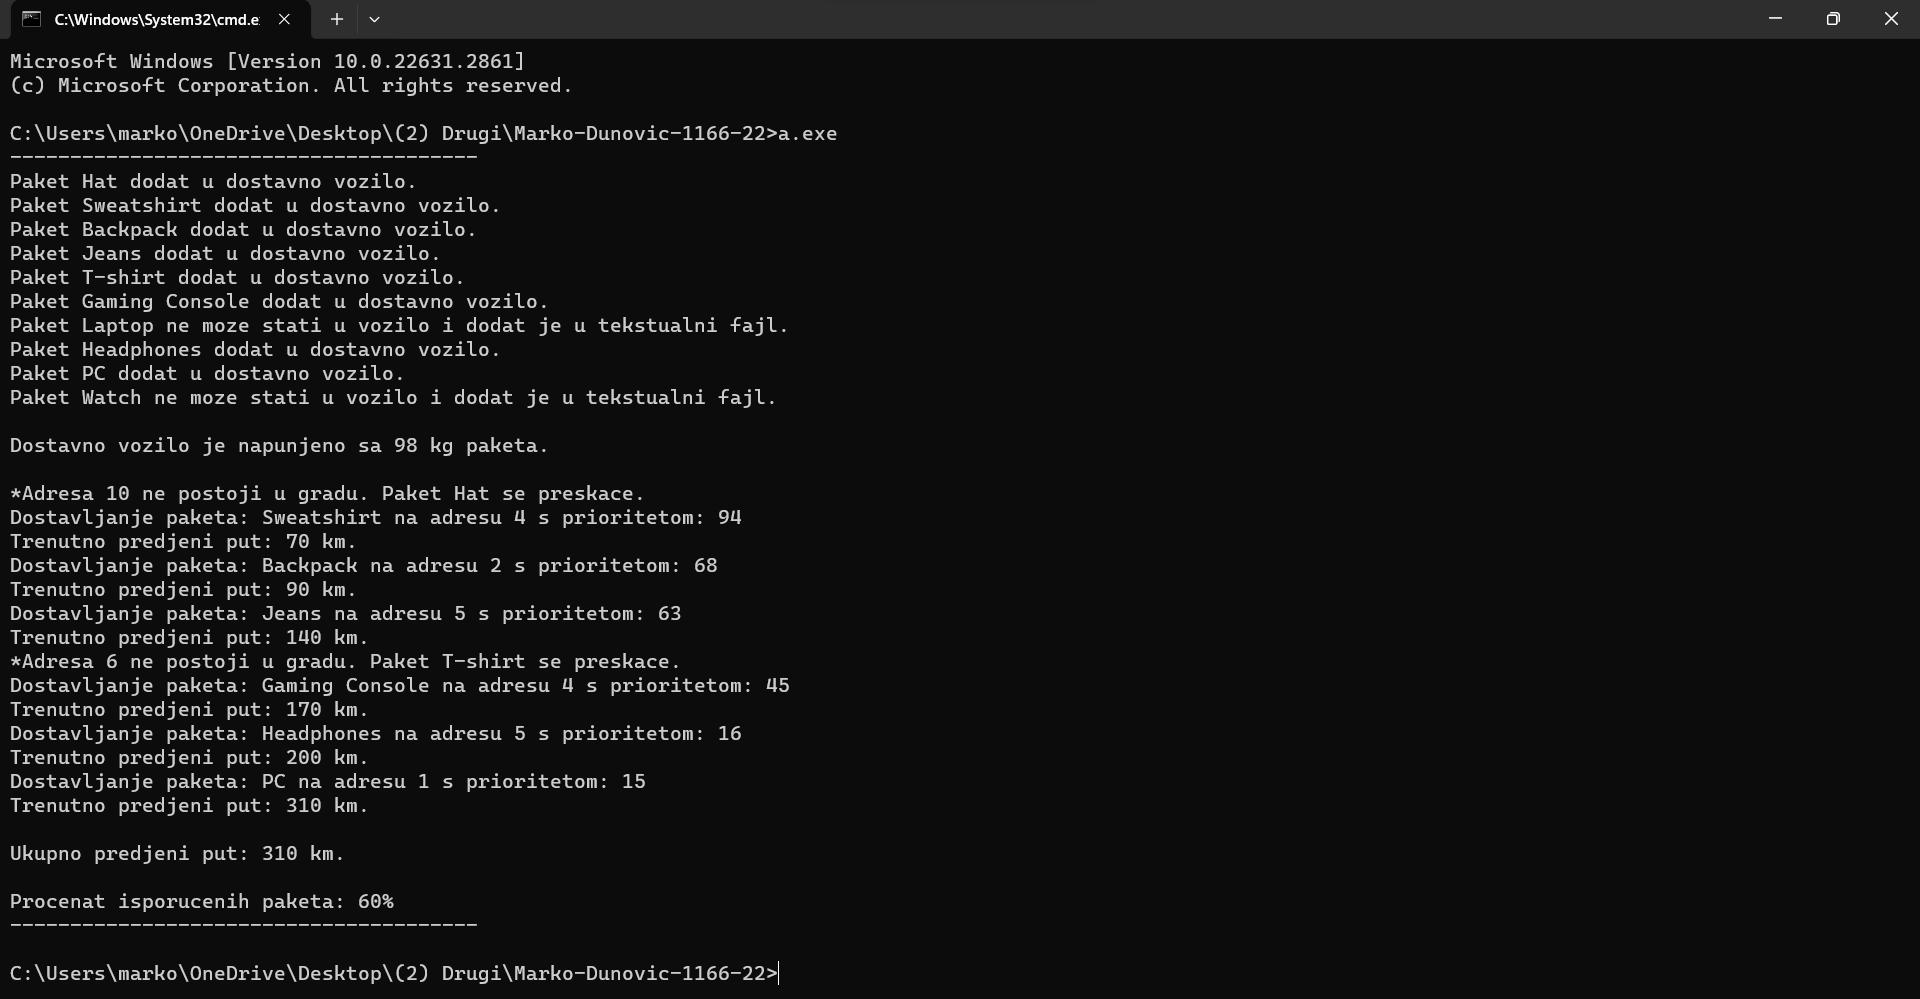 C:\Windows\System32\cmd.e
Microsoft Windows [Version 10.0.22631.2861]
(c) Microsoft Corporation. All rights reserved.
C:\Users\marko\OneDrive\Desktop\(2) Drugi\Marko-Dunovic-1166-22>a.exe
---------------------------------------
Paket Hat dodat u dostavno vozilo.
Paket Sweatshirt dodat u dostavno vozilo.
Paket Backpack dodat u dostavno vozilo.
Paket Jeans dodat u dostavno vozilo.
Paket T-shirt dodat u dostavno vozilo.
Paket Gaming Console dodat u dostavno vozilo.
Paket Laptop ne moze stati u vozilo i dodat je u tekstualni fajl.
Paket Headphones dodat u dostavno vozilo.
Paket PC dodat u dostavno vozilo.
Paket Watch ne moze stati u vozilo i dodat je u tekstualni fajl.
Dostavno vozilo je napunjeno sa 98 kg paketa.
*Adresa 10 ne postoji u gradu. Paket Hat se preskace.
Dostavljanje paketa: Sweatshirt na adresu 4 s prioritetom: 94
Trenutno predjeni put: 70 km.
Dostavljanje paketa: Backpack na adresu 2 s prioritetom: 68
Trenutno predjeni put: 90 km.
Dostavljanje paketa: Jeans na adresu 5 s prioritetom: 63
Trenutno predjeni put: 140 km.
*Adresa 6 ne postoji u gradu. Paket T-shirt se preskace.
Dostavljanje paketa: Gaming Console na adresu 4 s prioritetom: 45
Trenutno predjeni put: 170 km.
Dostavljanje paketa: Headphones na adresu 5 s prioritetom: 16
Trenutno predjeni put: 200 km.
Dostavljanje paketa: PC na adresu 1 s prioritetom: 15
Trenutno predjeni put: 310 km.
Ukupno predjeni put: 310 km.
Procenat isporucenih paketa: 60%
---------------------------------------
C:\Users\marko\OneDrive\Desktop\(2) Drugi\Marko-Dunovic-1166-22>